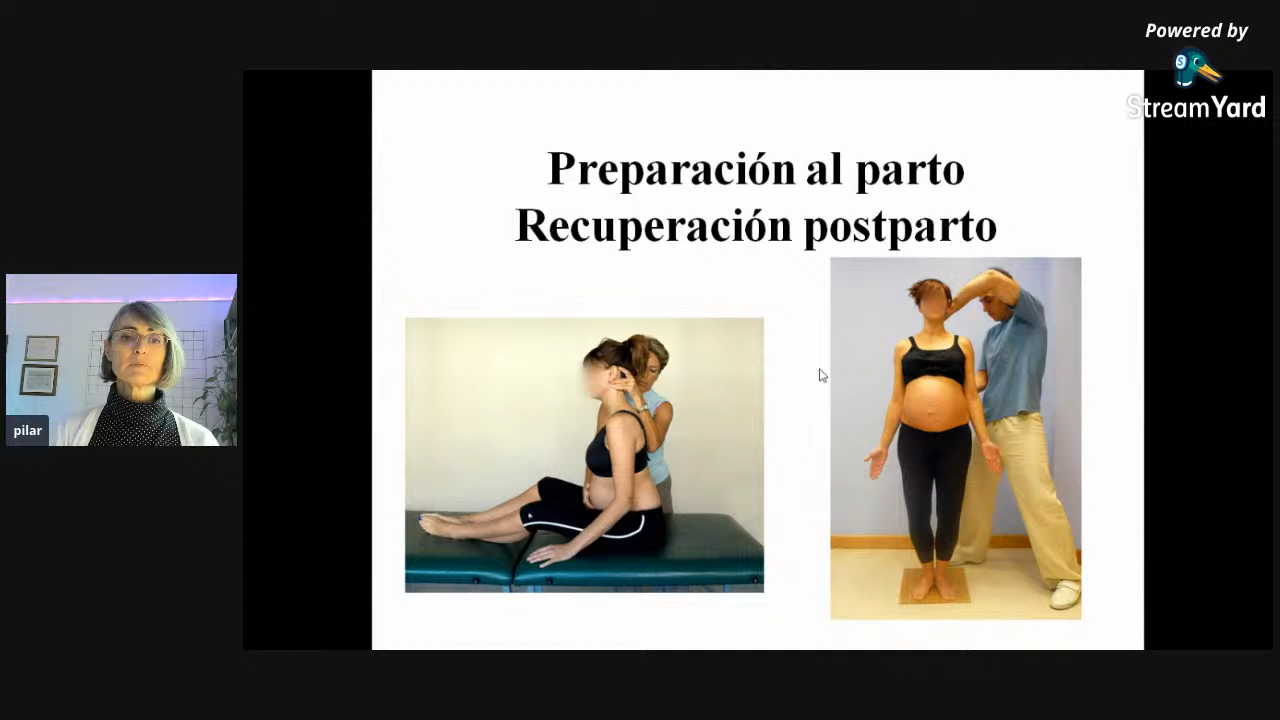 Powered by
StreamYard
Preparación al parto
Recuperación postparto
pilar